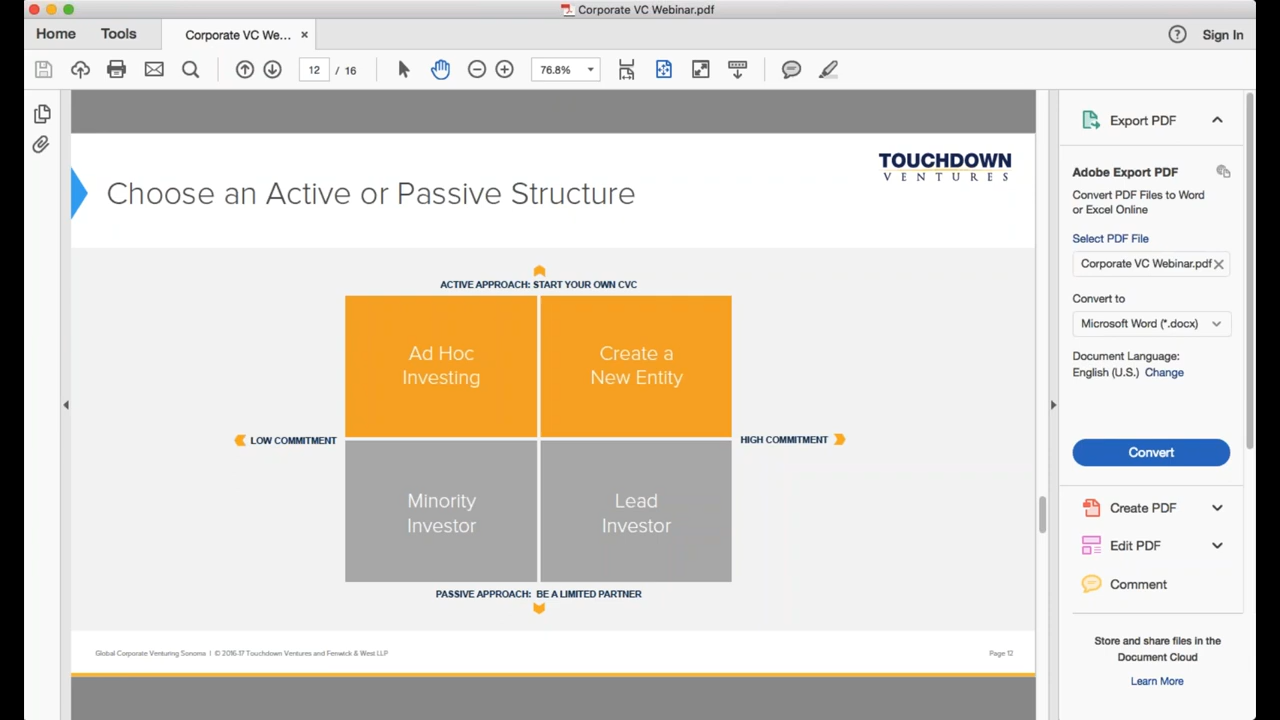 Corporate VC Webinar.pdf
Home
Tools
Corporate VC We...
×
?
Sign In
12 / 16
76.8%
Export PDF
TOUCHDOWN
VENTURES
Choose an Active or Passive Structure
Adobe Export PDF
Convert PDF Files to Word
or Excel Online
Select PDF File
Corporate VC Webinar.pdf
Convert to
Microsoft Word (*.docx)
Document Language:
English (U.S.) Change
Convert
Create PDF
Edit PDF
Comment
Store and share files in the
Document Cloud
Learn More
ACTIVE APPROACH: START YOUR OWN CVC
Ad Hoc
Investing
Create a
New Entity
LOW COMMITMENT
HIGH COMMITMENT
Minority
Investor
Lead
Investor
PASSIVE APPROACH: BE A LIMITED PARTNER
Global Corporate Venturing Sonoma | © 2016-17 Touchdown Ventures and Fenwick & West LLP
Page 12